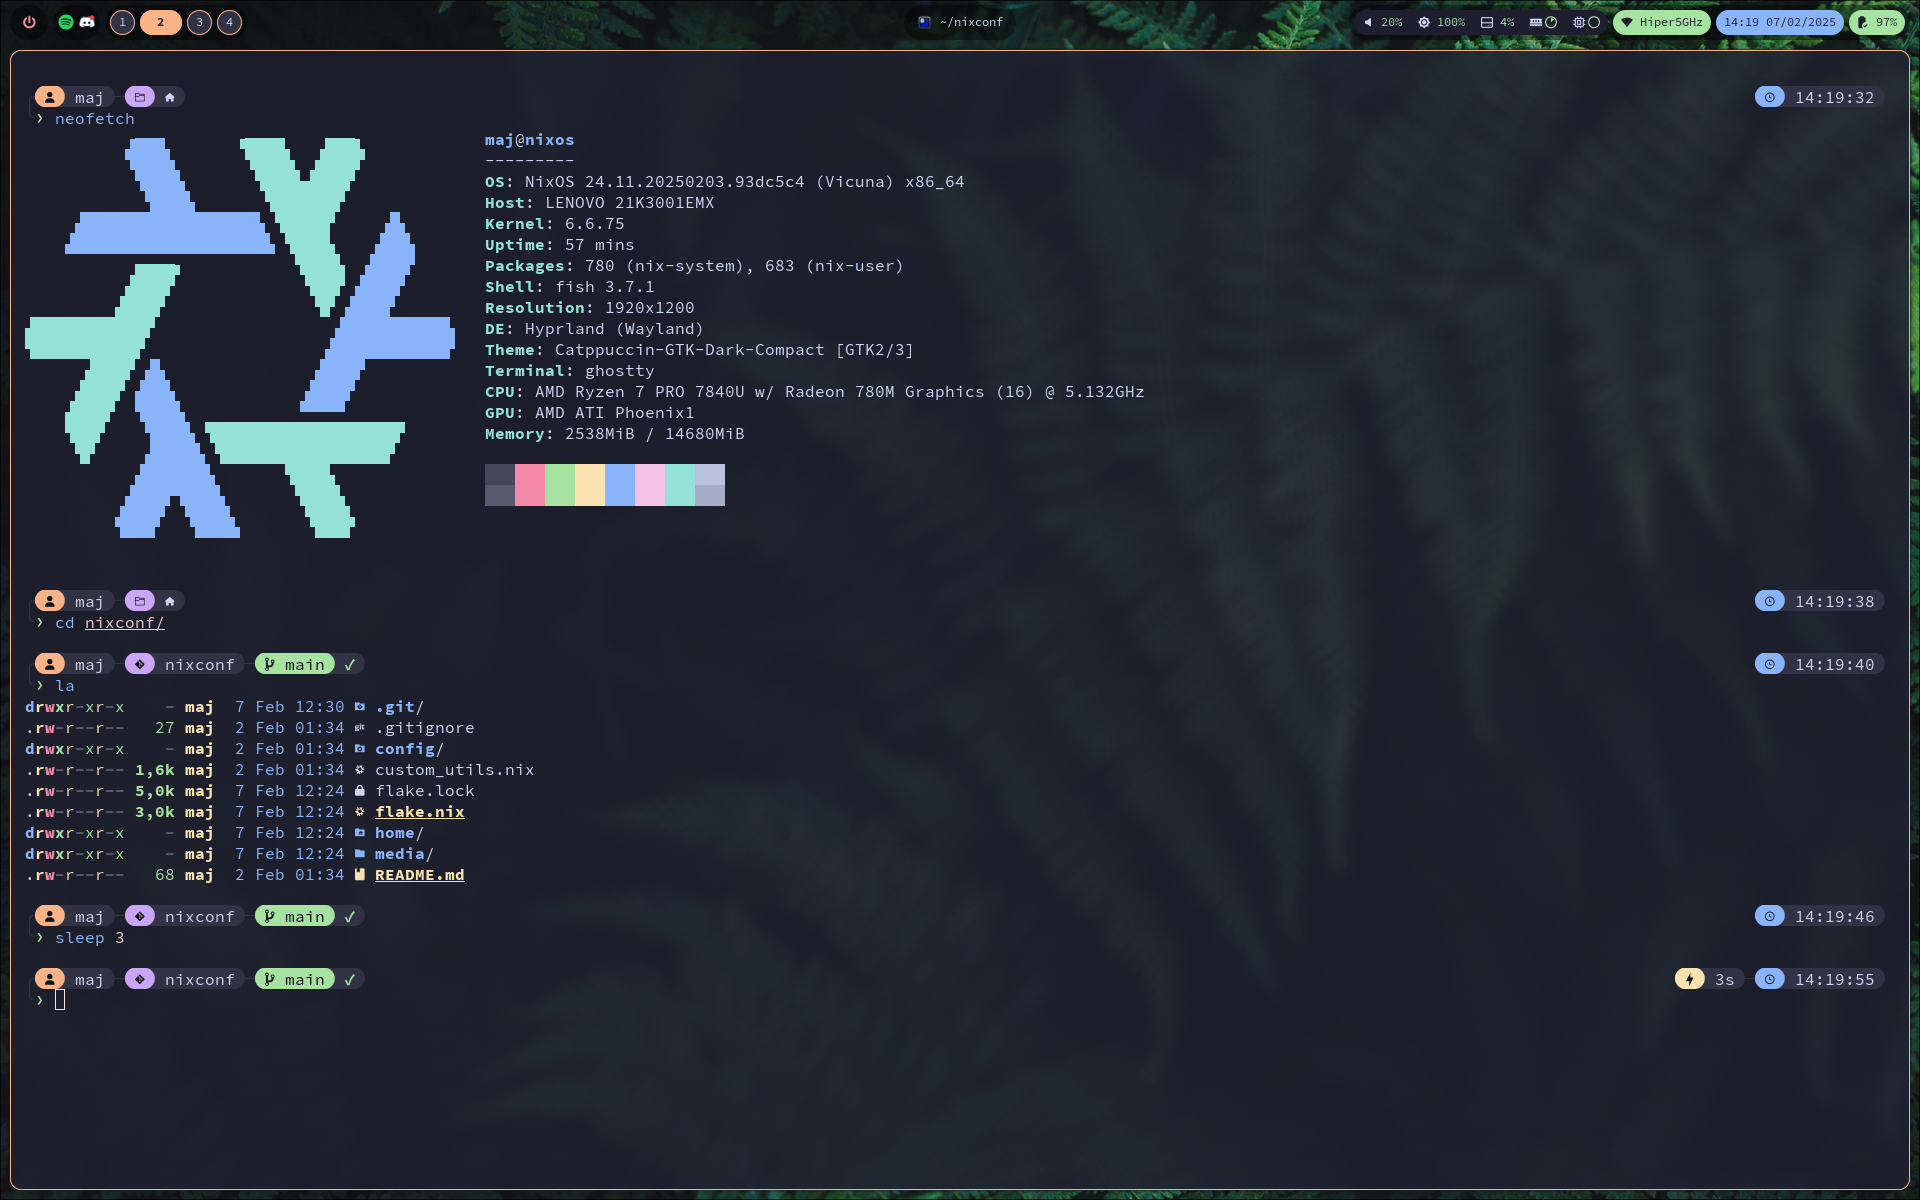 1 2 3 4 ~/nixconf 20% 100% 4% Hiper5GHz 14:19 07/02/2025 97%
maj 14:19:32
❯ neofetch
maj@nixos
---------
OS: NixOS 24.11.20250203.93dc5c4 (Vicuna) x86_64
Host: LENOVO 21K3001EMX
Kernel: 6.6.75
Uptime: 57 mins
Packages: 780 (nix-system), 683 (nix-user)
Shell: fish 3.7.1
Resolution: 1920x1200
DE: Hyprland (Wayland)
Theme: Catppuccin-GTK-Dark-Compact [GTK2/3]
Terminal: ghostty
CPU: AMD Ryzen 7 PRO 7840U w/ Radeon 780M Graphics (16) @ 5.132GHz
GPU: AMD ATI Phoenix1
Memory: 2538MiB / 14680MiB
maj 14:19:38
❯ cd nixconf/
maj nixconf main ✓ 14:19:40
❯ la
drwxr-xr-x - maj 7 Feb 12:30 .git/
.rw-r--r-- 27 maj 2 Feb 01:34 git .gitignore
drwxr-xr-x - maj 2 Feb 01:34 config/
.rw-r--r-- 1,6k maj 2 Feb 01:34 custom_utils.nix
.rw-r--r-- 5,0k maj 7 Feb 12:24 flake.lock
.rw-r--r-- 3,0k maj 7 Feb 12:24 flake.nix
drwxr-xr-x - maj 7 Feb 12:24 home/
drwxr-xr-x - maj 7 Feb 12:24 media/
.rw-r--r-- 68 maj 2 Feb 01:34 README.md
maj nixconf main ✓ 14:19:46
❯ sleep 3
maj nixconf main ✓ 3s 14:19:55
❯